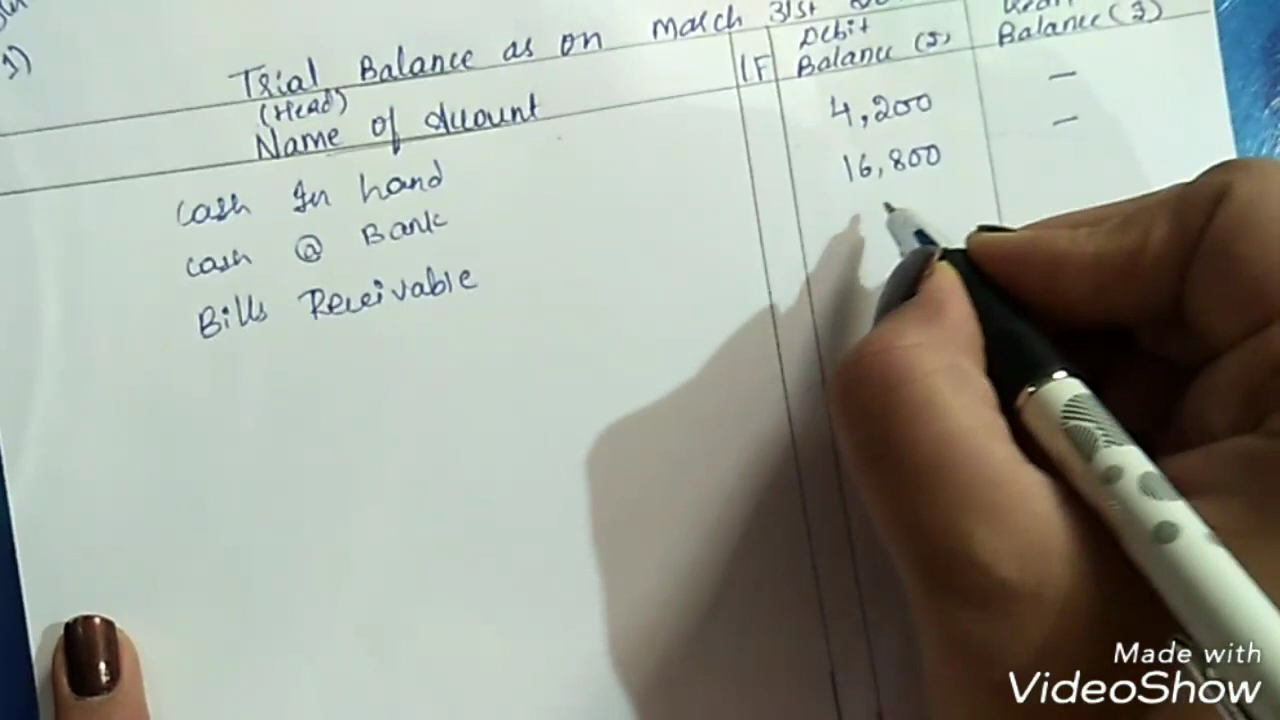 1)
Trial Balance as on March 31st
(Head)
Name of Account
LF
Debit
Balance (₹)
Balance (₹)
Cash In hand
4,200 —
Cash @ Bank
16,800 —
Bills Receivable
Made with
VideoShow